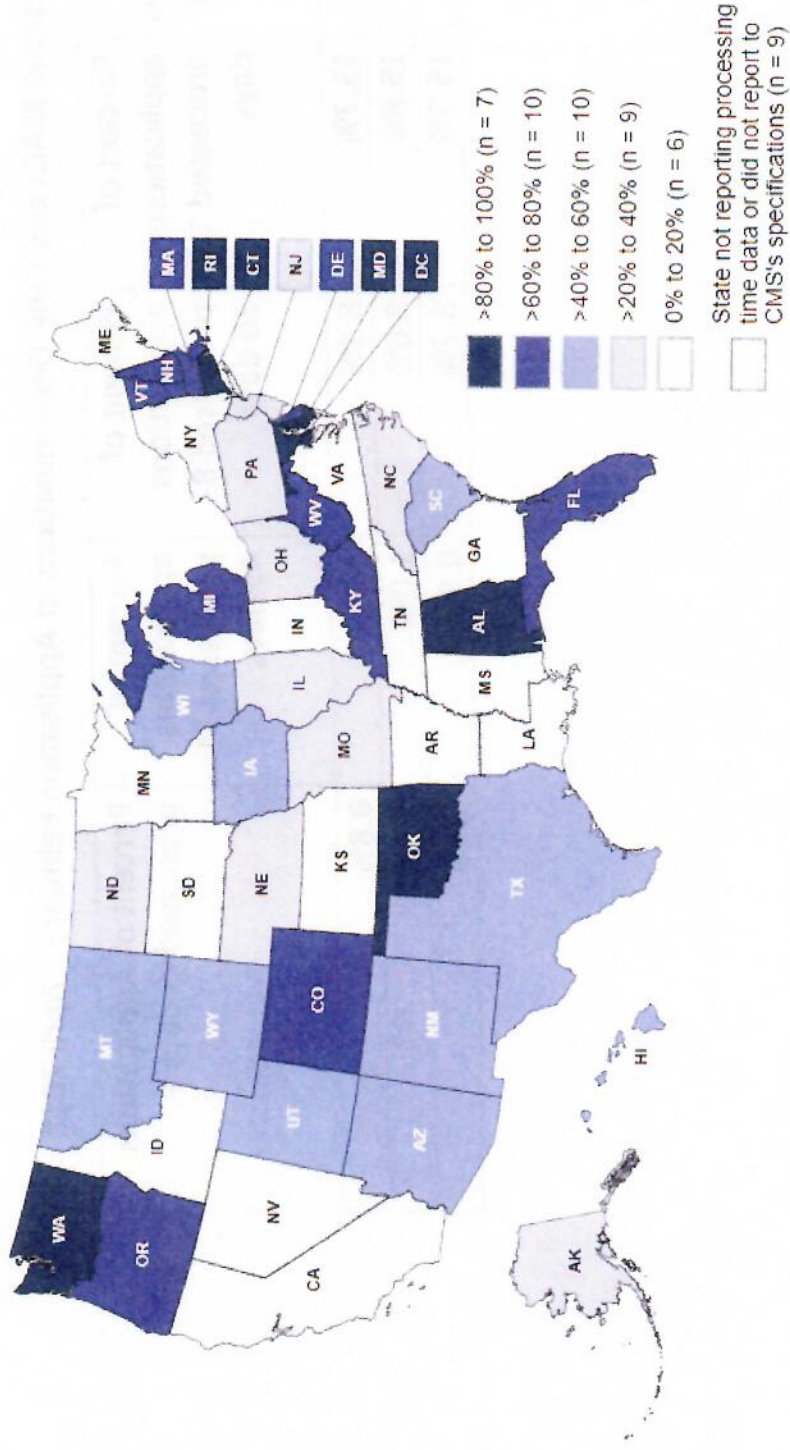 WA
MT
ND
MN
ME
OR
ID
WY
SD
WI
MI
NY
VT
NH
MA
RI
CT
NJ
DE
MD
DC
NV
UT
CO
NE
IA
IL
IN
OH
PA
CA
AZ
NM
KS
MO
KY
WV
VA
OK
AR
TN
NC
SC
TX
LA
MS
AL
GA
FL
AK
HI
>80% to 100% (n = 7)
>60% to 80% (n = 10)
>40% to 60% (n = 10)
>20% to 40% (n = 9)
0% to 20% (n = 6)
State not reporting processing
time data or did not report to
CMS's specifications (n = 9)